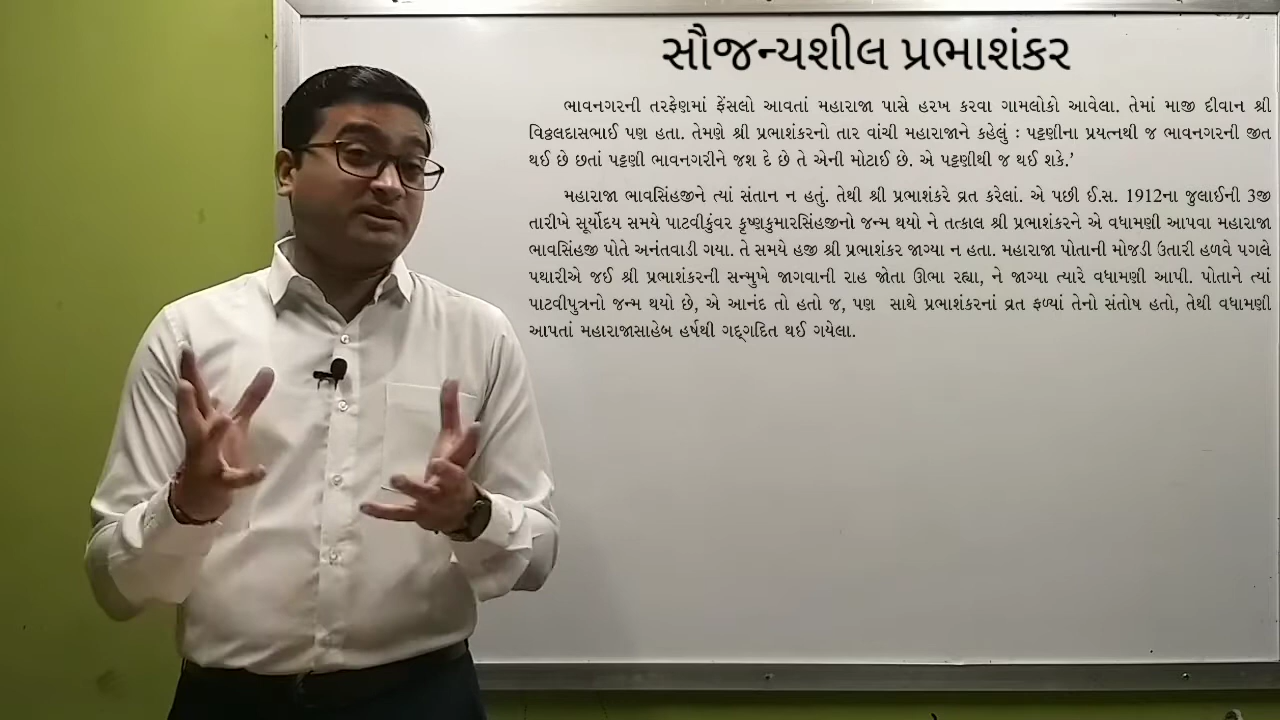 સૌજન્યશીલ પ્રભાશંકર
ભાવનગરની તરફેણમાં ફેંસલો આવતાં મહારાજા પાસે હરખ કરવા ગામલોકો આવેલા. તેમાં માજી દીવાન શ્રી
વિઠ્ઠલદાસભાઈ પણ હતા. તેમણે શ્રી પ્રભાશંકરનો તાર વાંચી મહારાજાને કહેલું : પટ્ટણીના પ્રયત્નથી જ ભાવનગરની જીત
થઈ છે છતાં પટ્ટણી ભાવનગરીને જશ દે છે તે એની મોટાઈ છે. એ પટ્ટણીથી જ થઈ શકે.’
મહારાજા ભાવસિંહજીને ત્યાં સંતાન ન હતું. તેથી શ્રી પ્રભાશંકરે વ્રત કરેલાં. એ પછી ઈ.સ. 1912ના જુલાઈની 3જી
તારીખે સૂર્યોદય સમયે પાટવીકુંવર કૃષ્ણકુમારસિંહજીનો જન્મ થયો ને તત્કાલ શ્રી પ્રભાશંકરને એ વધામણી આપવા મહારાજા
ભાવસિંહજી પોતે અનંતવાડી ગયા. તે સમયે હજી શ્રી પ્રભાશંકર જાગ્યા ન હતા. મહારાજા પોતાની મોજડી ઉતારી હળવે પગલે
પથારીએ જઈ શ્રી પ્રભાશંકરની સન્મુખે જાગવાની રાહ જોતા ઊભા રહ્યા, ને જાગ્યા ત્યારે વધામણી આપી. પોતાને ત્યાં
પાટવીપુત્રનો જન્મ થયો છે, એ આનંદ તો હતો જ, પણ સાથે પ્રભાશંકરનાં વ્રત ફળ્યાં તેનો સંતોષ હતો, તેથી વધામણી
આપતાં મહારાજાસાહેબ હર્ષથી ગદ્ગદિત થઈ ગયેલા.